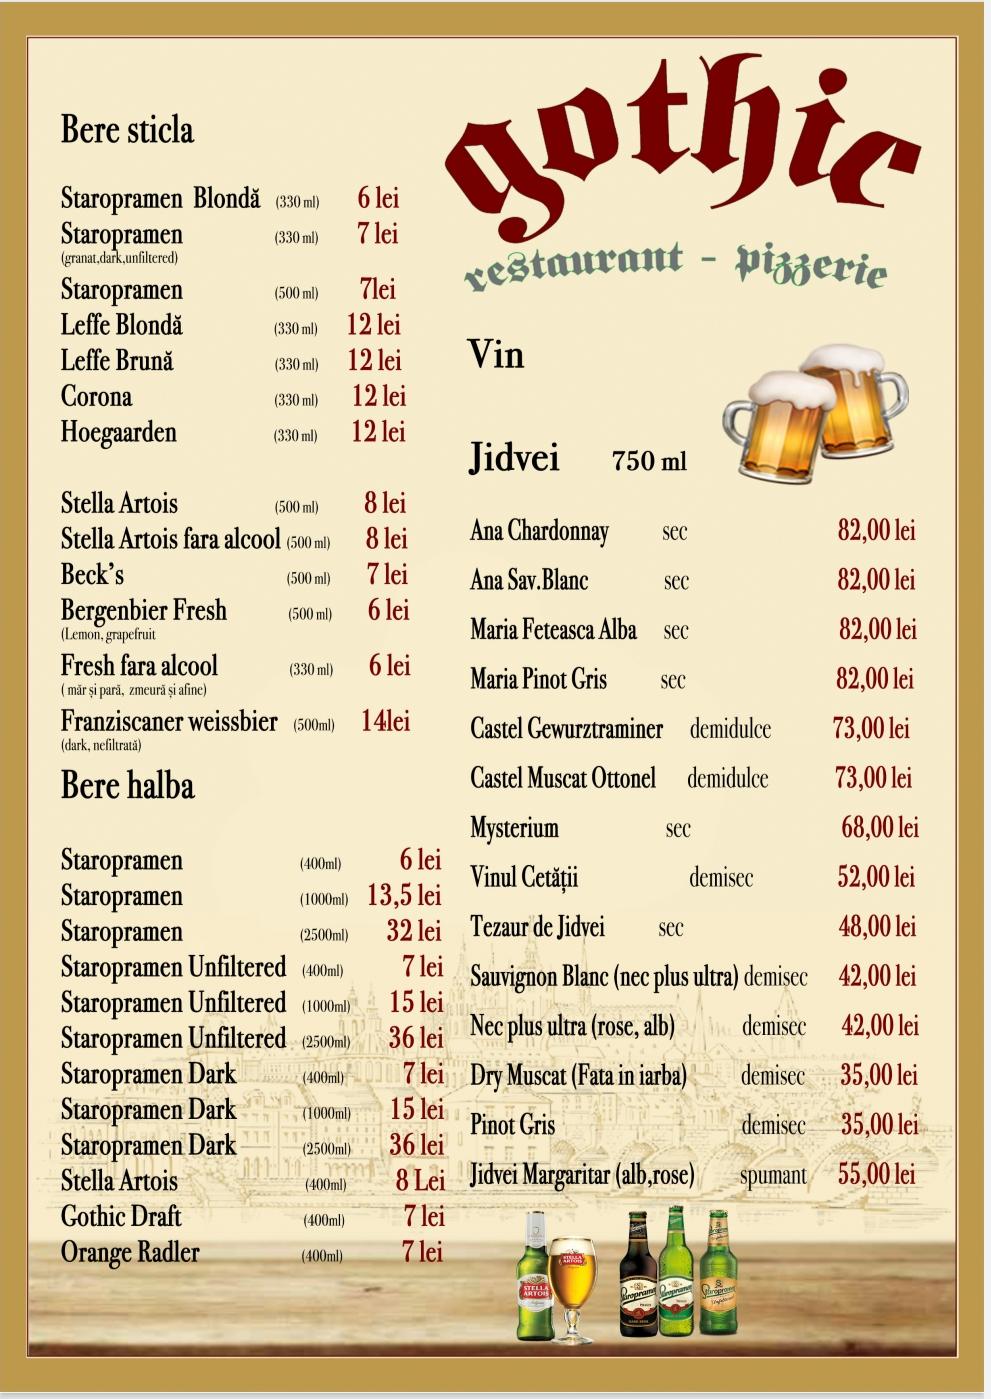 gothic
restaurant - pizzerie
Bere sticla
Staropramen Blondă (330 ml) 6 lei
Staropramen (330 ml) 7 lei
(granat,dark,unfiltered)
Staropramen (500 ml) 7lei
Leffe Blondă (330 ml) 12 lei
Leffe Brună (330 ml) 12 lei
Corona (330 ml) 12 lei
Hoegaarden (330 ml) 12 lei
Stella Artois (500 ml) 8 lei
Stella Artois fara alcool (500 ml) 8 lei
Beck's (500 ml) 7 lei
Bergenbier Fresh (500 ml) 6 lei
(Lemon, grapefruit
Fresh fara alcool (330 ml) 6 lei
( măr și pară, zmeură și afine)
Franziscaner weissbier (500ml) 14lei
(dark, nefiltrată)
Bere halba
Staropramen (400ml) 6 lei
Staropramen (1000ml) 13,5 lei
Staropramen (2500ml) 32 lei
Staropramen Unfiltered (400ml) 7 lei
Staropramen Unfiltered (1000ml) 15 lei
Staropramen Unfiltered (2500ml) 36 lei
Staropramen Dark (400ml) 7 lei
Staropramen Dark (1000ml) 15 lei
Staropramen Dark (2500ml) 36 lei
Stella Artois (400ml) 8 Lei
Gothic Draft (400ml) 7 lei
Orange Radler (400ml) 7 lei
Vin
Jidvei 750 ml
Ana Chardonnay sec 82,00 lei
Ana Sav.Blanc sec 82,00 lei
Maria Feteasca Alba sec 82,00 lei
Maria Pinot Gris sec 82,00 lei
Castel Gewurztraminer demidulce 73,00 lei
Castel Muscat Ottonel demidulce 73,00 lei
Mysterium sec 68,00 lei
Vinul Cetății demisec 52,00 lei
Tezaur de Jidvei sec 48,00 lei
Sauvignon Blanc (nec plus ultra) demisec 42,00 lei
Nec plus ultra (rose, alb) demisec 42,00 lei
Dry Muscat (Fata in iarba) demisec 35,00 lei
Pinot Gris demisec 35,00 lei
Jidvei Margaritar (alb,rose) spumant 55,00 lei
STELLA
ARTOIS
STELLA
ARTOIS
Staropramen
Staropramen
Staropramen